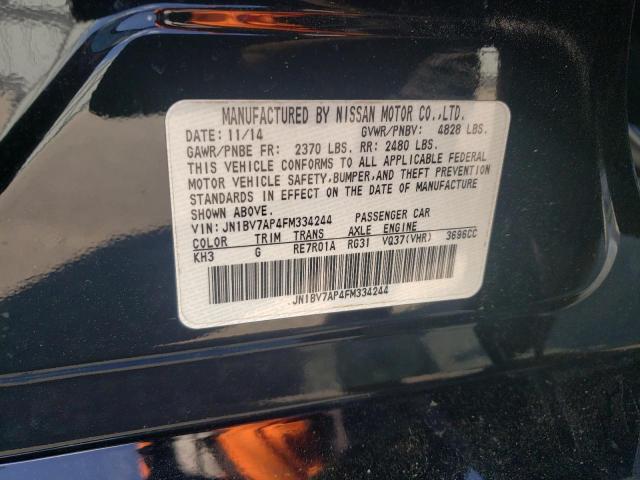 MANUFACTURED BY NISSAN MOTOR CO.,LTD.
DATE: 11/14 GVWR/PNBV: 4828 LBS.
GAWR/PNBE FR: 2370 LBS. RR: 2480 LBS.
THIS VEHICLE CONFORMS TO ALL APPLICABLE FEDERAL
MOTOR VEHICLE SAFETY,BUMPER,AND THEFT PREVENTION
STANDARDS IN EFFECT ON THE DATE OF MANUFACTURE
SHOWN ABOVE.
VIN: JN1BV7AP4FM334244 PASSENGER CAR
COLOR TRIM TRANS AXLE ENGINE
KH3 G RE7R01A RG31 VQ37(VHR) 3696CC
JN1BV7AP4FM334244